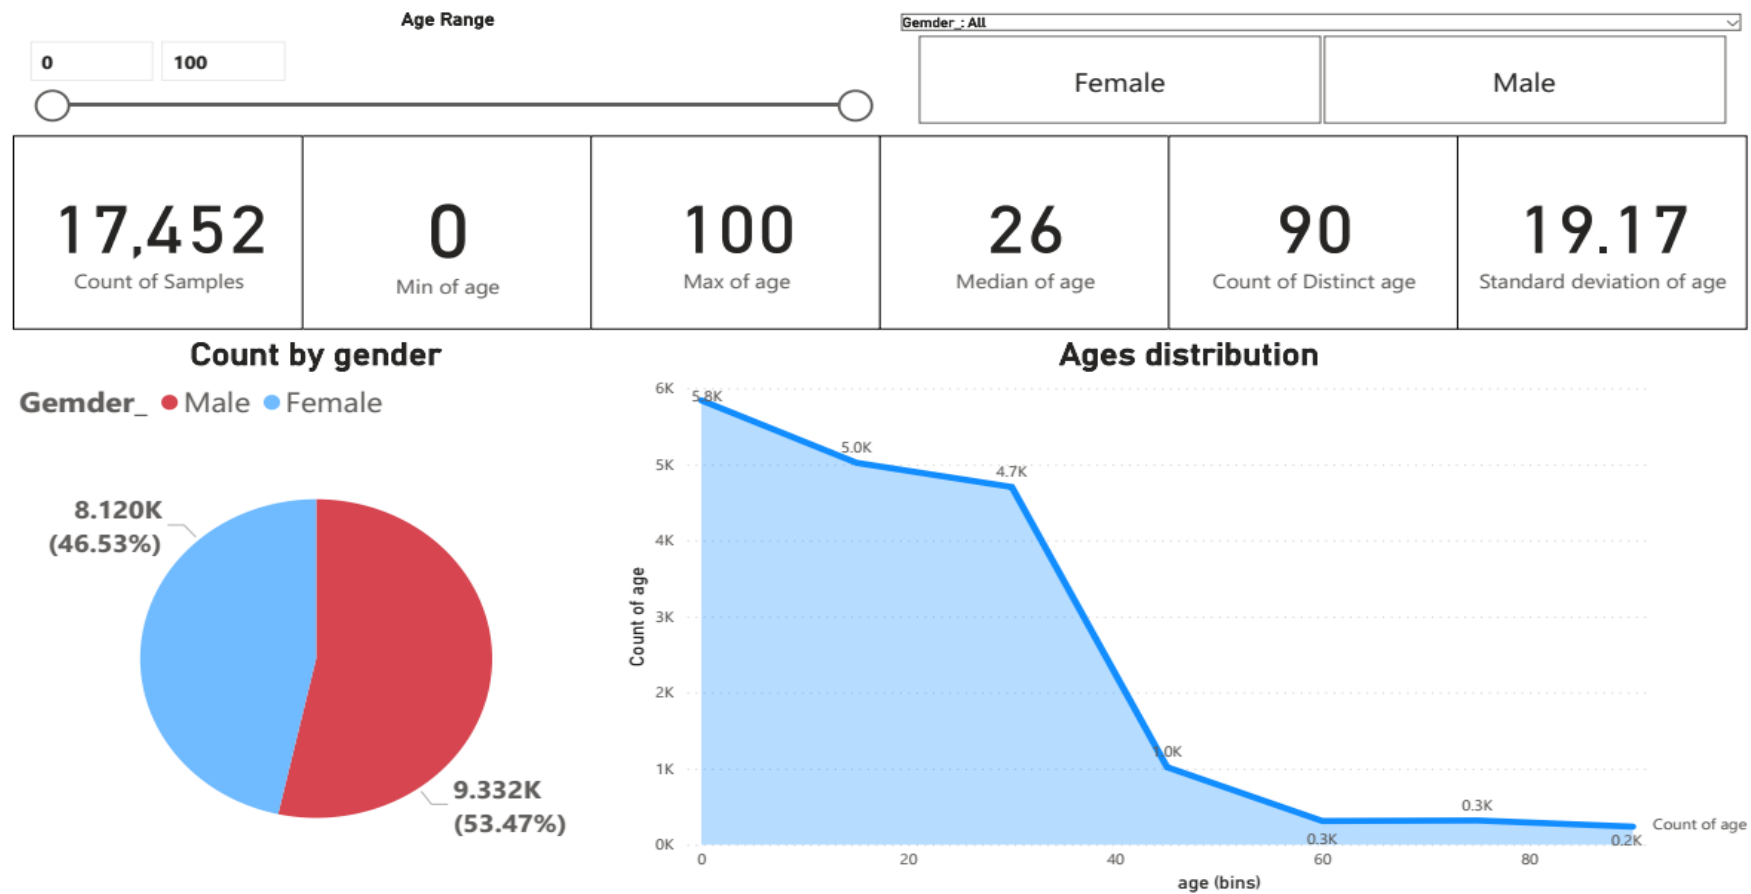 Age Range
Gemder_: All
0
100
Female
Male
17,452
Count of Samples
0
Min of age
100
Max of age
26
Median of age
90
Count of Distinct age
19.17
Standard deviation of age
Count by gender
Gemder_ Male Female
8.120K
(46.53%)
9.332K
(53.47%)
Ages distribution
Count of age
6K
5K
4K
3K
2K
1K
0K
5.8K
5.0K
4.7K
1.0K
0.3K
0.3K
0.2K
Count of age
0 20 40 60 80
age (bins)